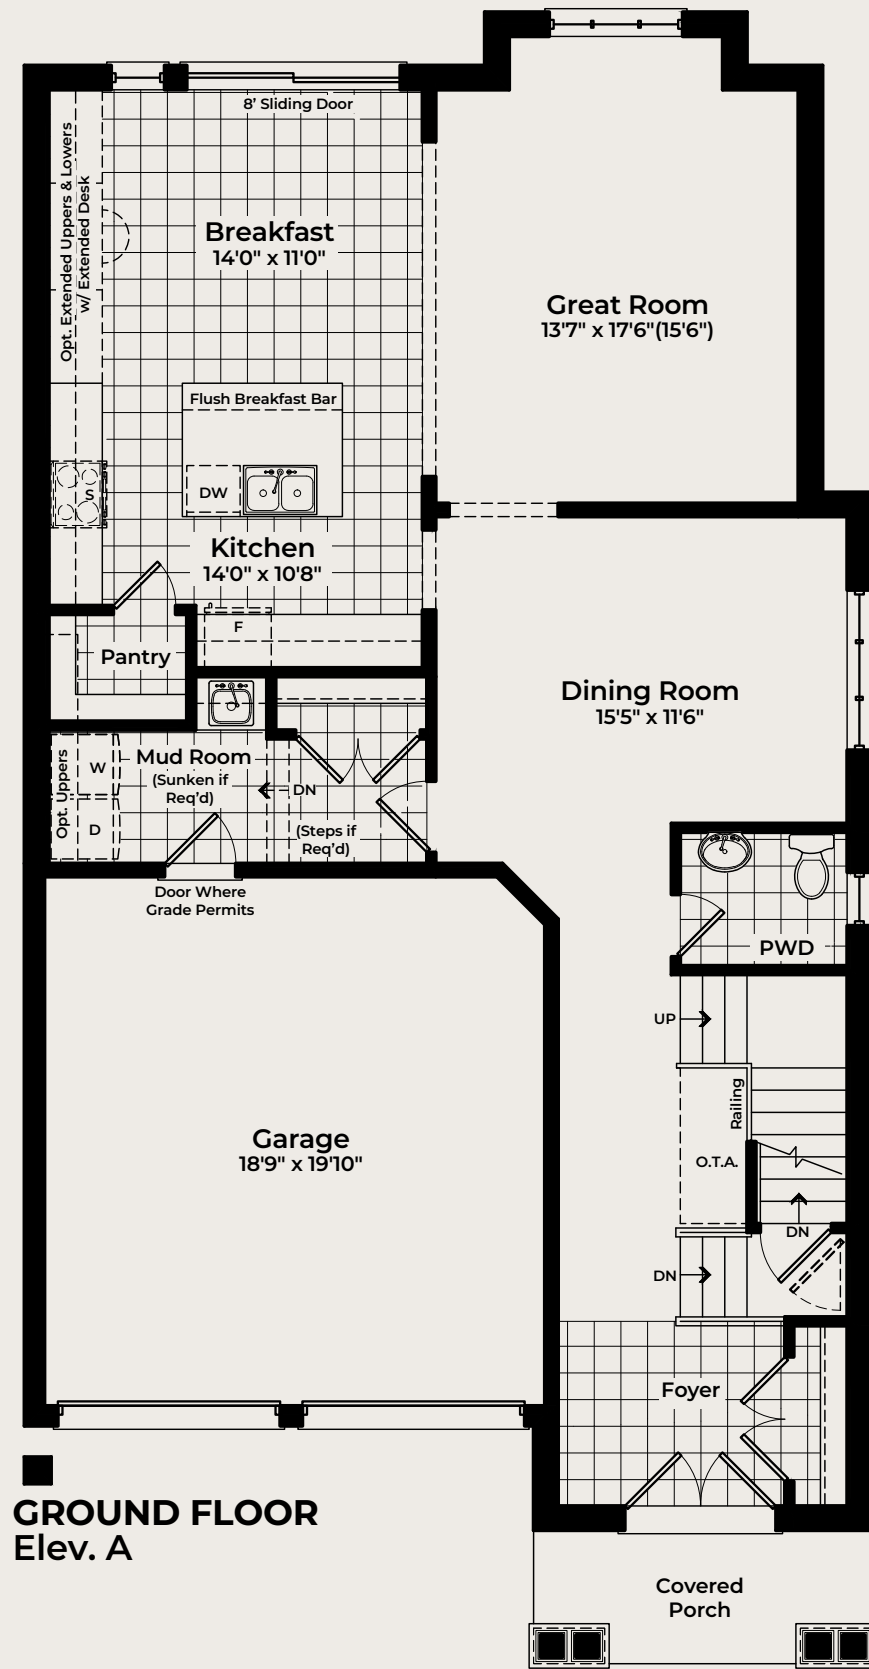 8' Sliding Door
Opt. Extended Uppers & Lowers
w/ Extended Desk
Breakfast
14'0" x 11'0"
Great Room
13'7" x 17'6"(15'6")
Flush Breakfast Bar
DW
S
Kitchen
14'0" x 10'8"
F
Pantry
Dining Room
15'5" x 11'6"
Opt. Uppers
W
D
Mud Room
(Sunken if
Req'd)
DN
(Steps if
Req'd)
Door Where
Grade Permits
PWD
UP
Railing
O.T.A.
Garage
18'9" x 19'10"
DN
DN
Foyer
GROUND FLOOR
Elev. A
Covered
Porch